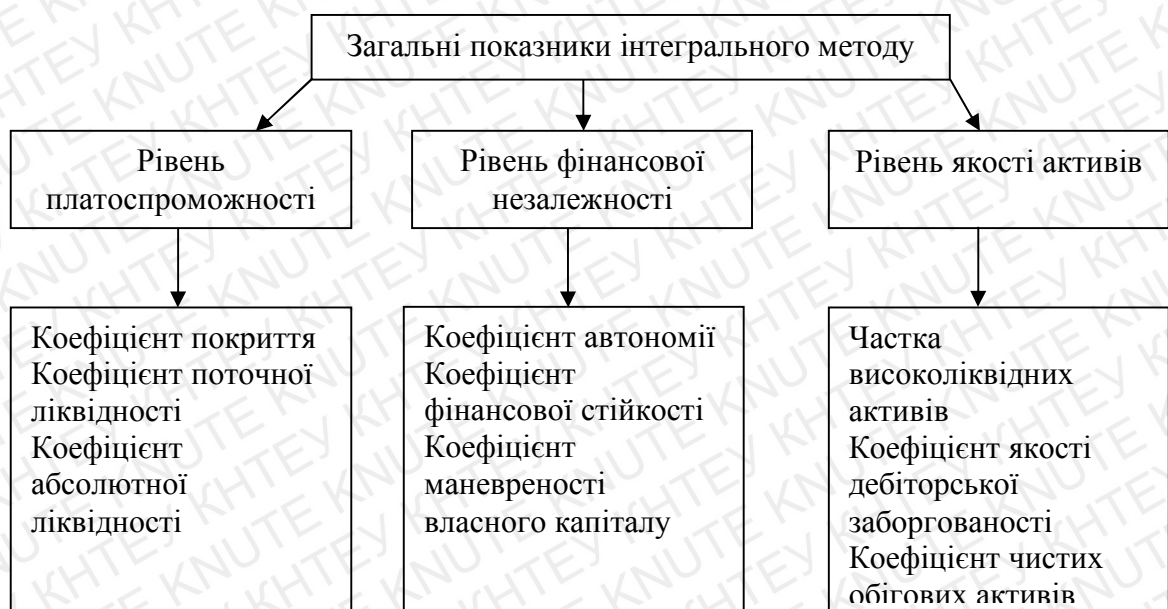 Загальні показники інтегрального методу
Рівень
платоспроможності
Рівень фінансової
незалежності
Рівень якості активів
Коефіцієнт покриття
Коефіцієнт поточної
ліквідності
Коефіцієнт
абсолютної
ліквідності
Коефіцієнт автономії
Коефіцієнт
фінансової стійкості
Коефіцієнт
маневреності
власного капіталу
Частка
високоліквідних
активів
Коефіцієнт якості
дебіторської
заборгованості
Коефіцієнт чистих
обігових активів